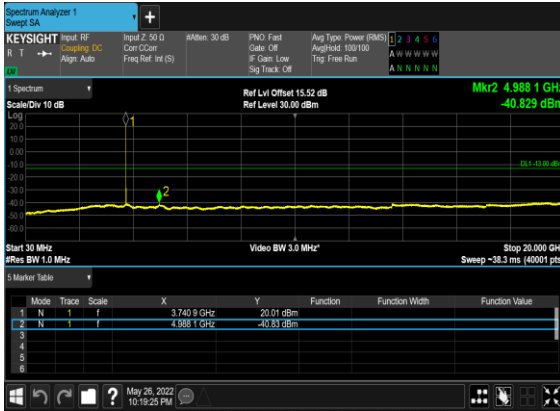 Spectrum Analyzer 1
Swept SA
+
KEYSIGHT Input: RF Input Z: 50 Ω #Atten: 30 dB PNO: Fast Avg Type: Power (RMS) 1 2 3 4 5 6
R T Coupling: DC Corr CCorr Gate: Off Avg|Hold: 100/100 A W W W W W
Align: Auto Freq Ref: Int (S) IF Gain: Low Trig: Free Run
Sig Track: Off A N N N N N
1 Spectrum Ref Lvl Offset 15.52 dB Mkr2 4.988 1 GHz
Scale/Div 10 dB Ref Level 30.00 dBm -40.829 dBm
Log
20.0
10.0
0.00
-10.0
-20.0
-30.0
-40.0
-50.0
-60.0
1
2
DL1 -13.00 dBm
Start 30 MHz Video BW 3.0 MHz* Stop 20.000 GHz
#Res BW 1.0 MHz Sweep ~38.3 ms (40001 pts)
5 Marker Table
Mode Trace Scale X Y Function Function Width Function Value
1 N 1 f 3.740 9 GHz 20.01 dBm
2 N 1 f 4.988 1 GHz -40.83 dBm
3
4
5
6
? May 26, 2022
10:19:25 PM